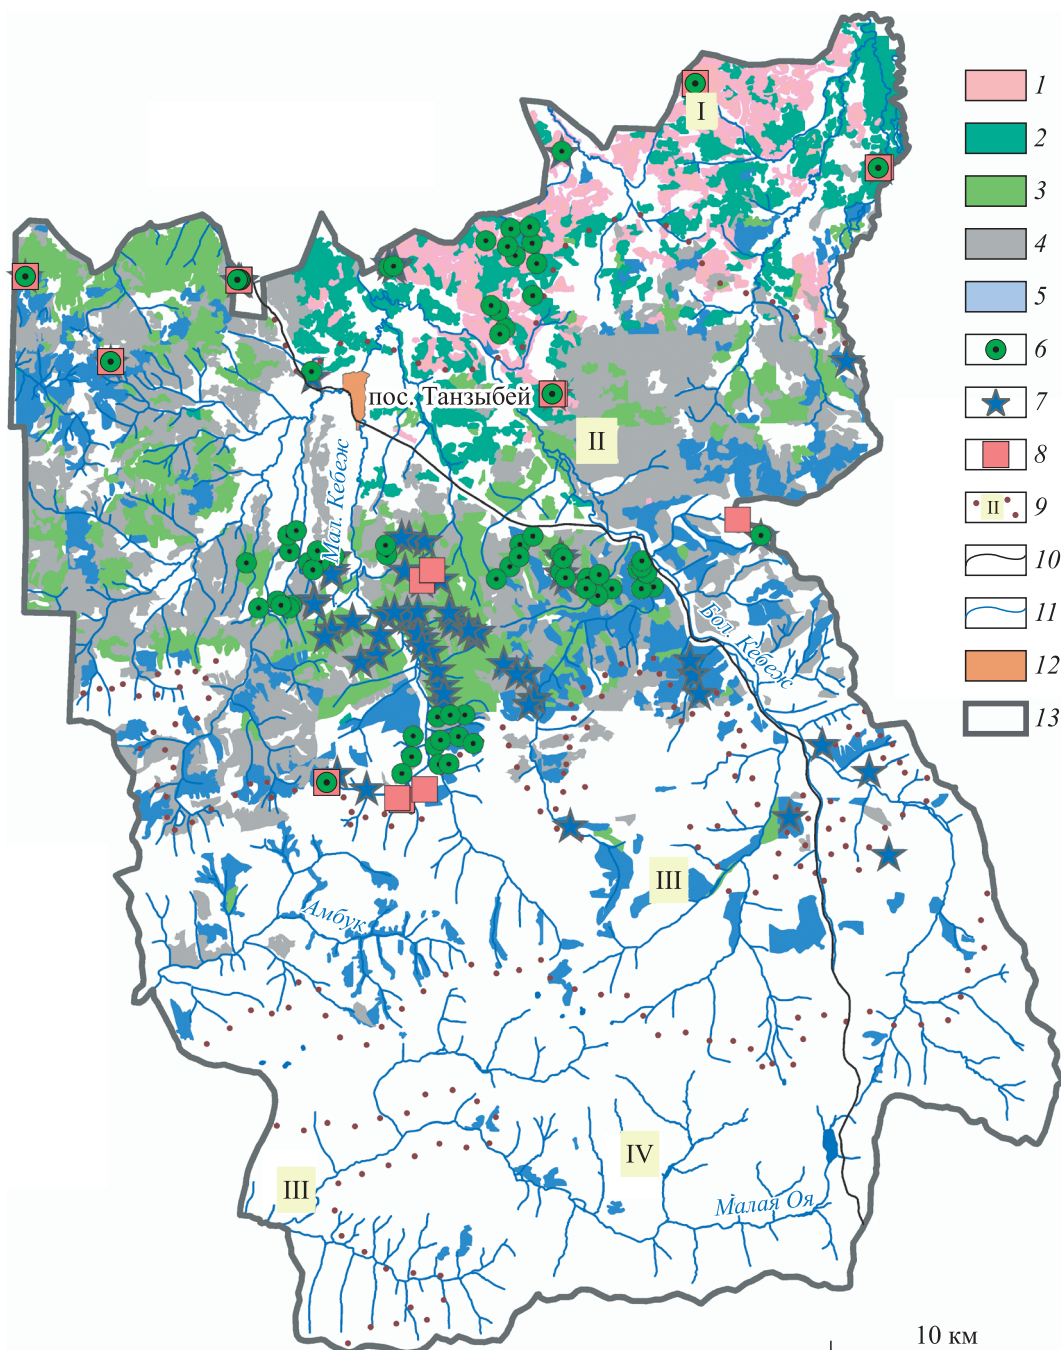 I
1
2
3
4
5
6
7
8
II 9
10
11
12
13
пос. Танзыбей
II
Мал. Кебеж
Бол. Кебеж
III
Амбук
IV
III
Малая Оя
10 км